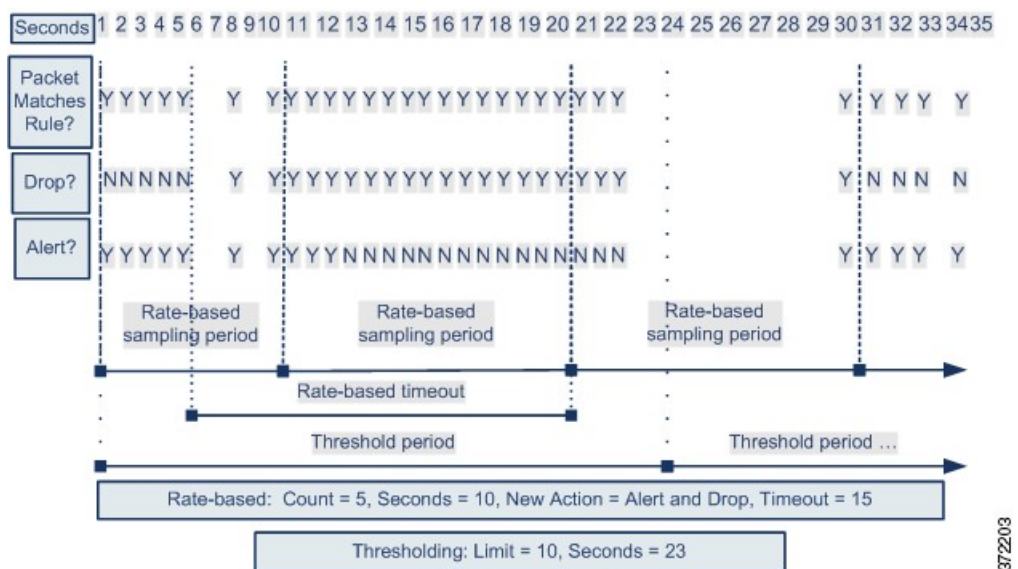 Seconds 1 2 3 4 5 6 7 8 9 10 11 12 13 14 15 16 17 18 19 20 21 22 23 24 25 26 27 28 29 30 31 32 33 34 35
Packet
Matches
Rule?
Y Y Y Y Y Y Y Y Y Y Y Y Y Y Y Y Y Y Y Y Y Y Y Y Y Y Y Y Y Y
Drop?
N N N N N Y Y Y Y Y Y Y Y Y Y Y Y Y Y Y Y Y Y Y Y Y N N N N
Alert?
Y Y Y Y Y Y Y Y Y Y N N N N N N N N N N N N N N N Y Y Y Y Y
Rate-based
sampling period
Rate-based
sampling period
Rate-based
sampling period
Rate-based timeout
Threshold period
Threshold period ...
Rate-based: Count = 5, Seconds = 10, New Action = Alert and Drop, Timeout = 15
Thresholding: Limit = 10, Seconds = 23
372203